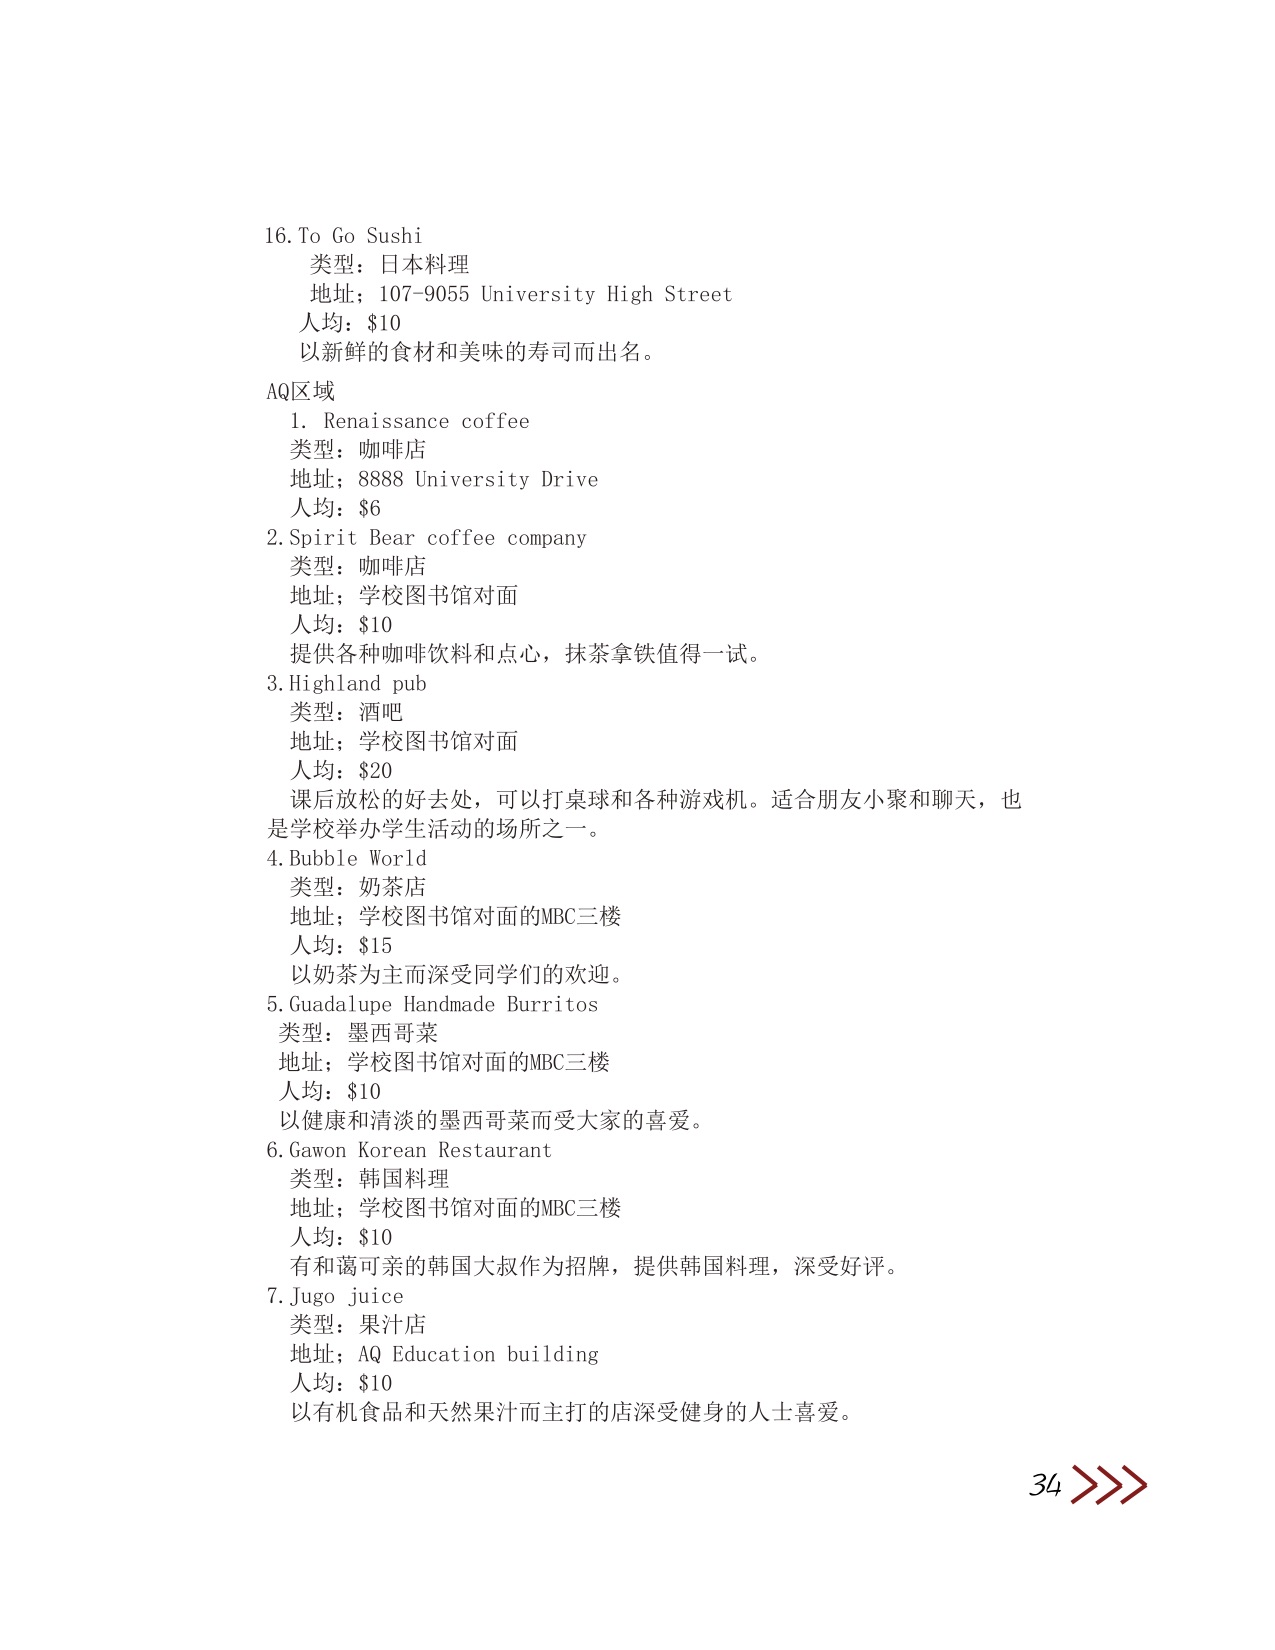 16.To Go Sushi
类型：日本料理
地址；107-9055 University High Street
人均：$10
以新鲜的食材和美味的寿司而出名。
AQ区域
1. Renaissance coffee
类型：咖啡店
地址；8888 University Drive
人均：$6
2.Spirit Bear coffee company
类型：咖啡店
地址；学校图书馆对面
人均：$10
提供各种咖啡饮料和点心，抹茶拿铁值得一试。
3.Highland pub
类型：酒吧
地址；学校图书馆对面
人均：$20
课后放松的好去处，可以打桌球和各种游戏机。适合朋友小聚和聊天，也
是学校举办学生活动的场所之一。
4.Bubble World
类型：奶茶店
地址；学校图书馆对面的MBC三楼
人均：$15
以奶茶为主而深受同学们的欢迎。
5.Guadalupe Handmade Burritos
类型：墨西哥菜
地址；学校图书馆对面的MBC三楼
人均：$10
以健康和清淡的墨西哥菜而受大家的喜爱。
6.Gawon Korean Restaurant
类型：韩国料理
地址；学校图书馆对面的MBC三楼
人均：$10
有和蔼可亲的韩国大叔作为招牌，提供韩国料理，深受好评。
7.Jugo juice
类型：果汁店
地址；AQ Education building
人均：$10
以有机食品和天然果汁而主打的店深受健身的人士喜爱。
34